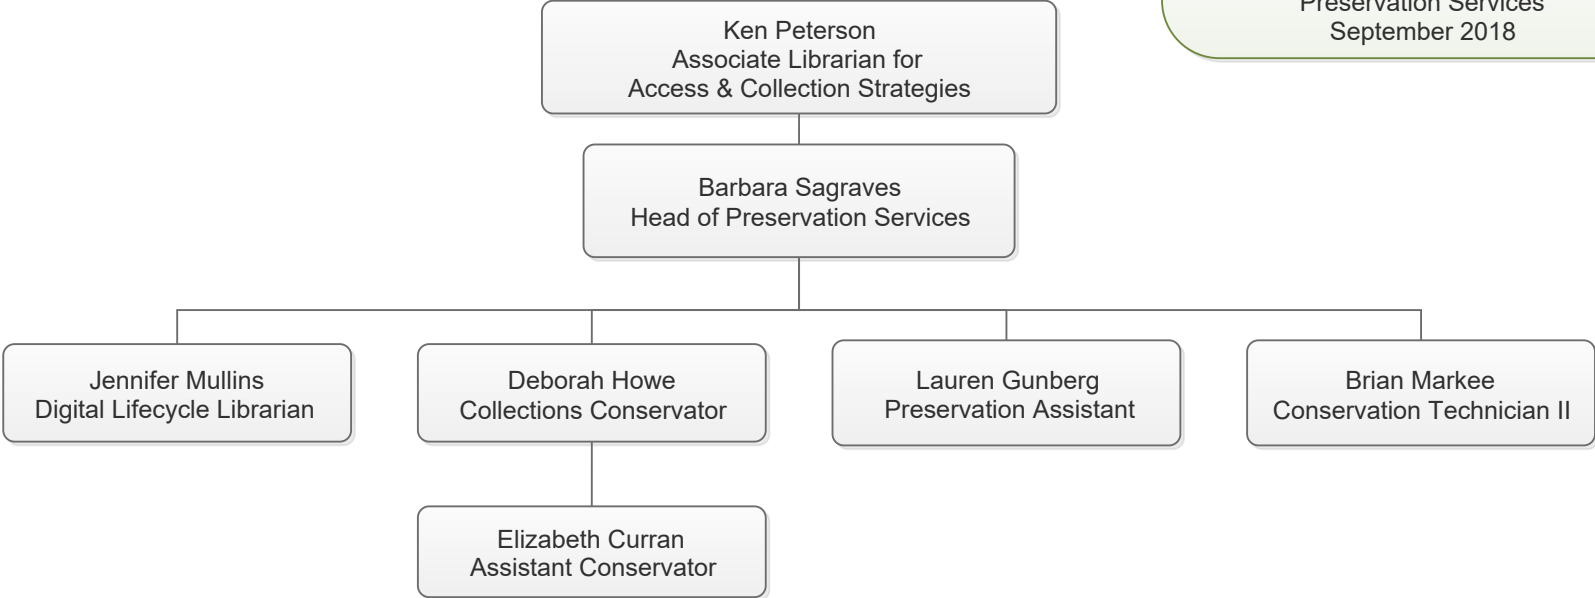 Preservation Services
September 2018
Ken Peterson
Associate Librarian for
Access & Collection Strategies
Barbara Sagraves
Head of Preservation Services
Jennifer Mullins
Digital Lifecycle Librarian
Deborah Howe
Collections Conservator
Lauren Gunberg
Preservation Assistant
Brian Markee
Conservation Technician II
Elizabeth Curran
Assistant Conservator